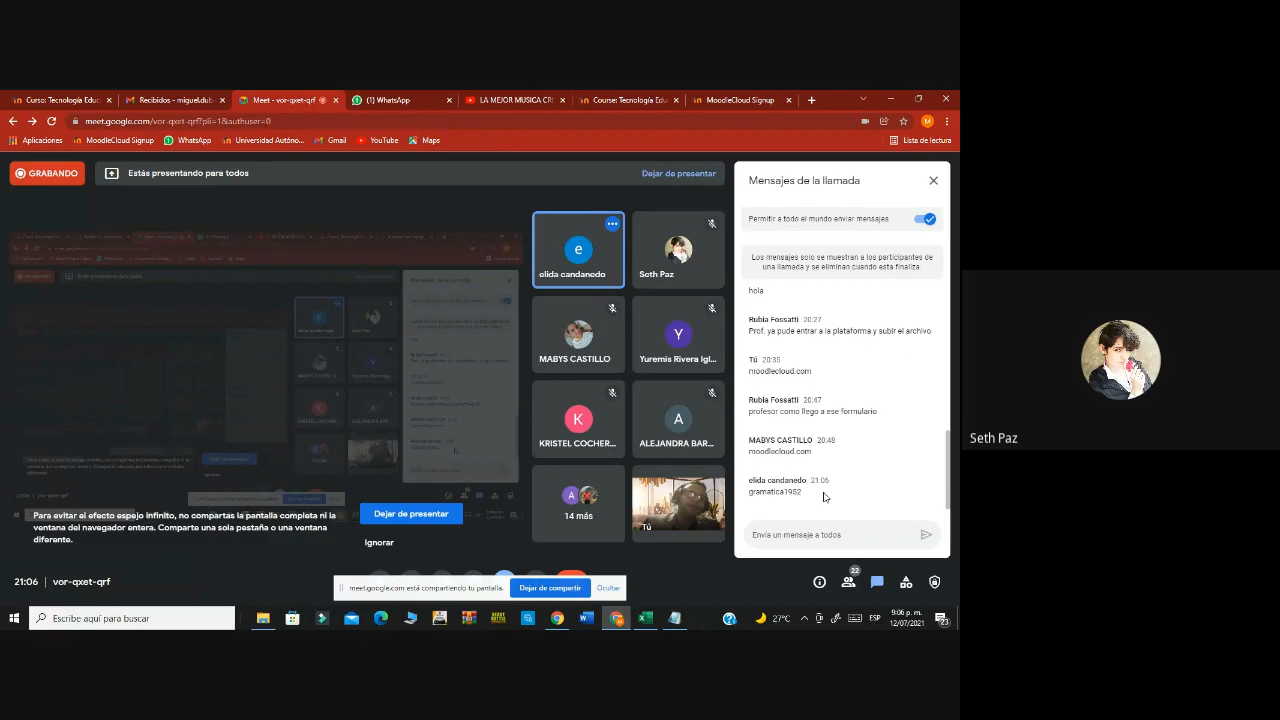 Curso: Tecnología Educ
Recibidos - miguel.dub
Meet - vor-qxet-qrf
(1) WhatsApp
LA MEJOR MUSICA CRI
Course: Tecnología Edu
MoodleCloud Signup
meet.google.com/vor-qxet-qrf?pli=1&authuser=0
Aplicaciones
MoodleCloud Signup
WhatsApp
Universidad Autóno...
Gmail
YouTube
Maps
Lista de lectura
GRABANDO
Estás presentando para todos
Dejar de presentar
Mensajes de la llamada
Permitir a todo el mundo enviar mensajes
Los mensajes solo se muestran a los participantes de
una llamada y se eliminan cuando esta finaliza.
hola
Rubia Fossatti 20:27
Prof. ya pude entrar a la plataforma y subir el archivo
Tú 20:35
moodlecloud.com
Rubia Fossatti 20:47
profesor como llego a ese formulario
MABYS CASTILLO 20:48
moodlecloud.com
elida candanedo 21:06
gramatica1952
Envía un mensaje a todos
e
elida candanedo
Seth Paz
MABYS CASTILLO
Y
Yuremis Rivera Igl...
K
KRISTEL COCHER...
A
ALEJANDRA BAR...
A
14 más
Tú
Para evitar el efecto espejo infinito, no compartas la pantalla completa ni la
ventana del navegador entera. Comparte una sola pestaña o una ventana
diferente.
Dejar de presentar
Ignorar
21:06 | vor-qxet-qrf
meet.google.com está compartiendo tu pantalla.
Dejar de compartir
Ocultar
22
Escribe aquí para buscar
27°C
ESP
9:06 p. m.
12/07/2021
23
Seth Paz